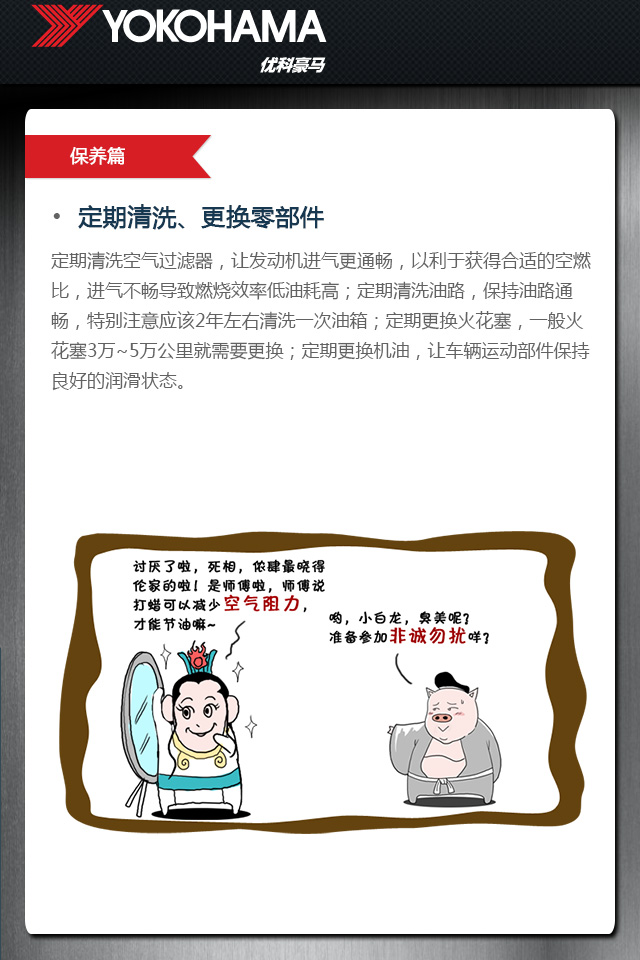 YOKOHAMA
优科豪马
保养篇
• 定期清洗、更换零部件
定期清洗空气过滤器，让发动机进气更通畅，以利于获得合适的空燃
比，进气不畅导致燃烧效率低油耗高；定期清洗油路，保持油路通
畅，特别注意应该2年左右清洗一次油箱；定期更换火花塞，一般火
花塞3万~5万公里就需要更换；定期更换机油，让车辆运动部件保持
良好的润滑状态。
讨厌了啦，死相，侬肆最晓得
伦家的啦！是师傅啦，师傅说
打蜡可以减少空气阻力，
才能节油嘛~
哟，小白龙，臭美呢？
准备参加非诚勿扰咩？